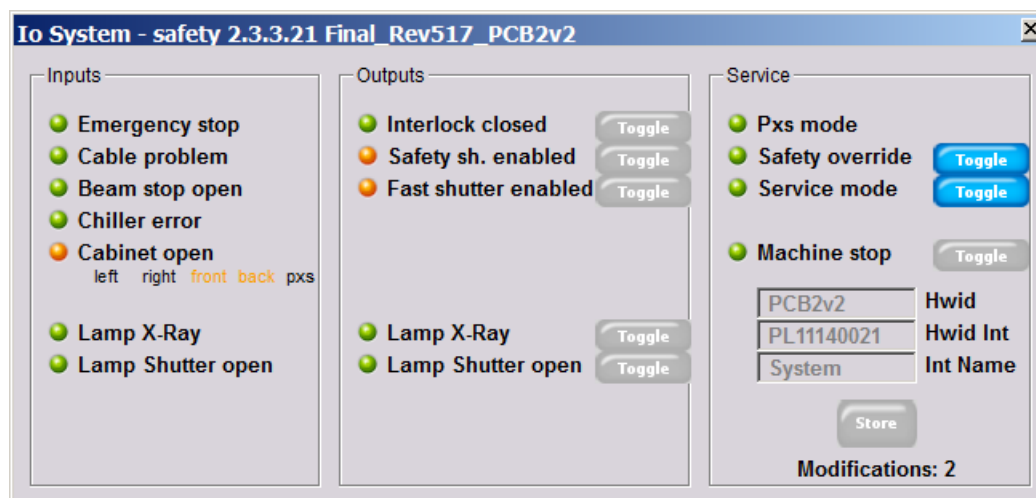 Io System - safety 2.3.3.21 Final_Rev517_PCB2v2
Inputs
Emergency stop
Cable problem
Beam stop open
Chiller error
Cabinet open
left right front back pxs
Lamp X-Ray
Lamp Shutter open
Outputs
Interlock closed Toggle
Safety sh. enabled Toggle
Fast shutter enabled Toggle
Lamp X-Ray Toggle
Lamp Shutter open Toggle
Service
Pxs mode
Safety override Toggle
Service mode Toggle
Machine stop Toggle
PCB2v2 Hwid
PL11140021 Hwid Int
System Int Name
Store
Modifications: 2